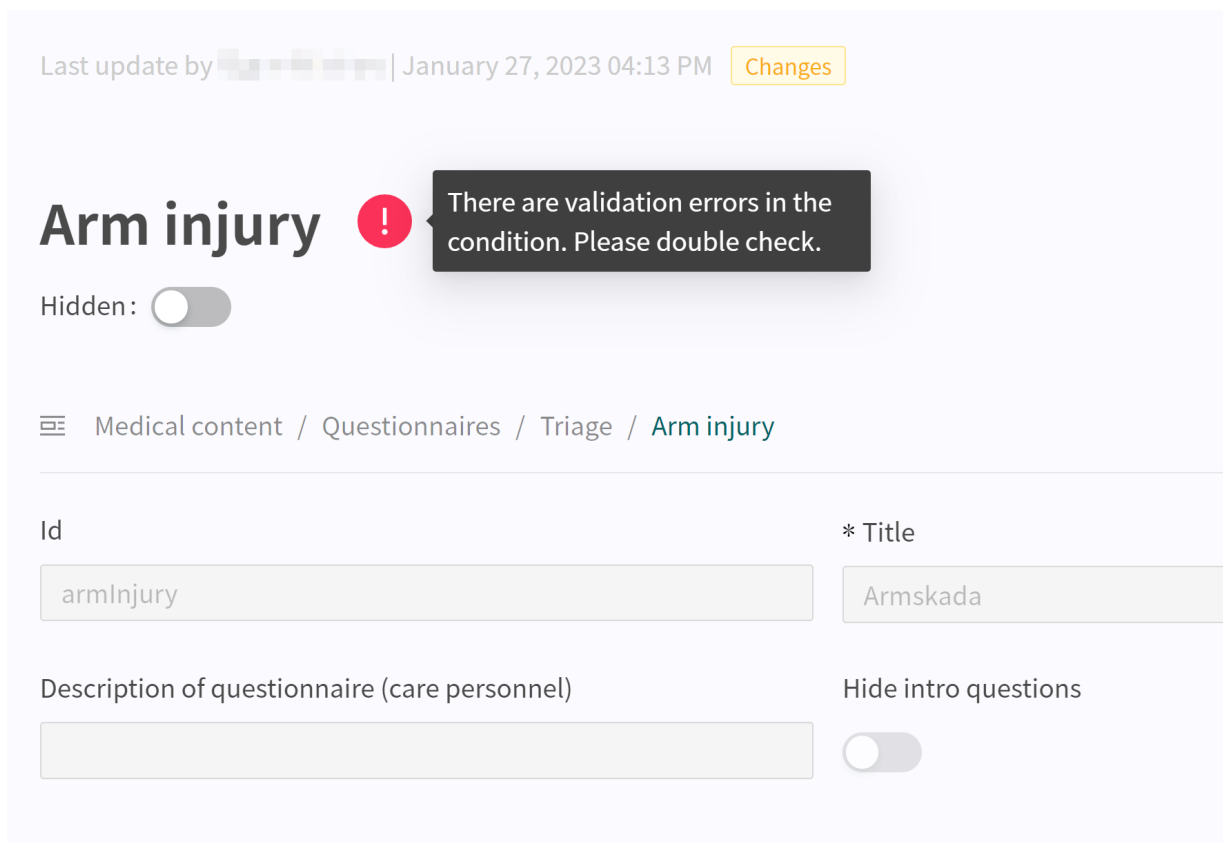 Last update by | January 27, 2023 04:13 PM Changes
Arm injury
There are validation errors in the
condition. Please double check.
Hidden:
Medical content / Questionnaires / Triage / Arm injury
Id
* Title
armInjury
Armskada
Description of questionnaire (care personnel)
Hide intro questions